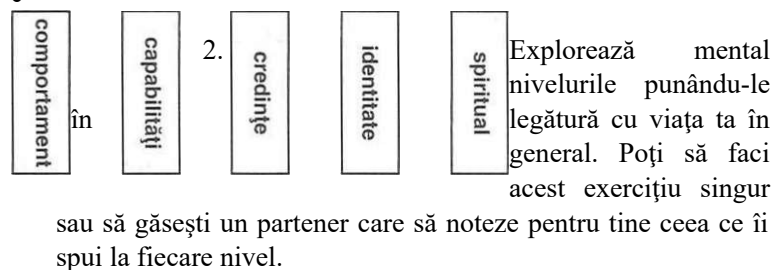 comportament
capabilităţi
credinţe
identitate
spiritual
2. Explorează mental
nivelurile punându-le
în legătură cu viaţa ta în
general. Poţi să faci
acest exerciţiu singur
sau să găseşti un partener care să noteze pentru tine ceea ce îi
spui la fiecare nivel.